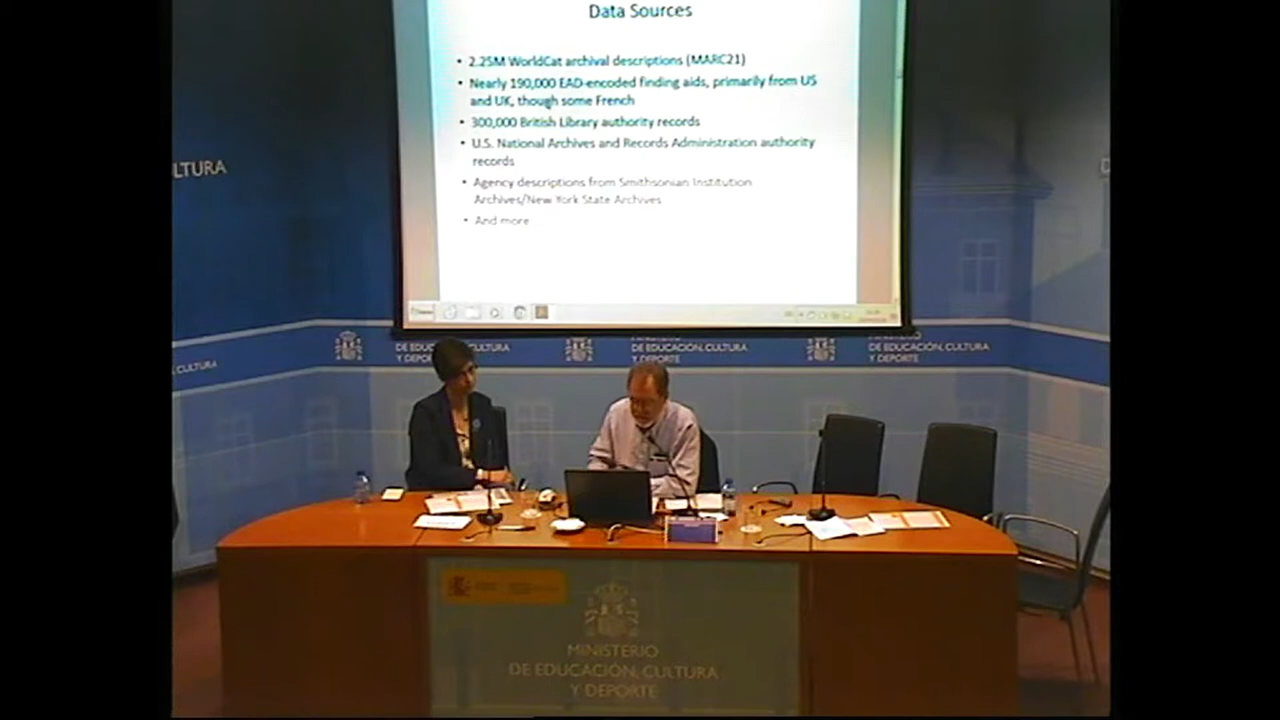 Data Sources
• 2.25M WorldCat archival descriptions (MARC21)
• Nearly 190,000 EAD-encoded finding aids, primarily from US
and UK, though some French
• 300,000 British Library authority records
• U.S. National Archives and Records Administration authority
records
• Agency descriptions from Smithsonian Institution
Archives/New York State Archives
• And more
LTURA
CULTURA
DE EDUCACIÓN, CULTURA
Y DEPORTE
MINISTERIO
DE EDUCACIÓN, CULTURA
Y DEPORTE
DE EDUCACIÓN, CULTURA
Y DEPORTE
MINISTERIO
DE EDUCACIÓN, CULTURA
Y DEPORTE